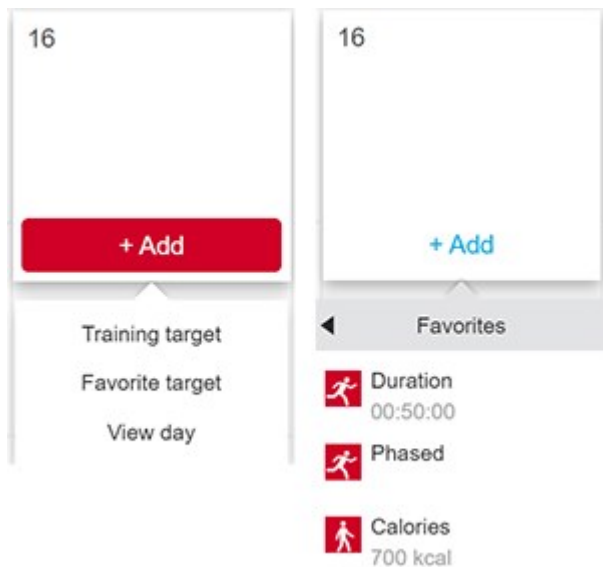 16
+ Add
Training target
Favorite target
View day
16
+ Add
Favorites
Duration
00:50:00
Phased
Calories
700 kcal